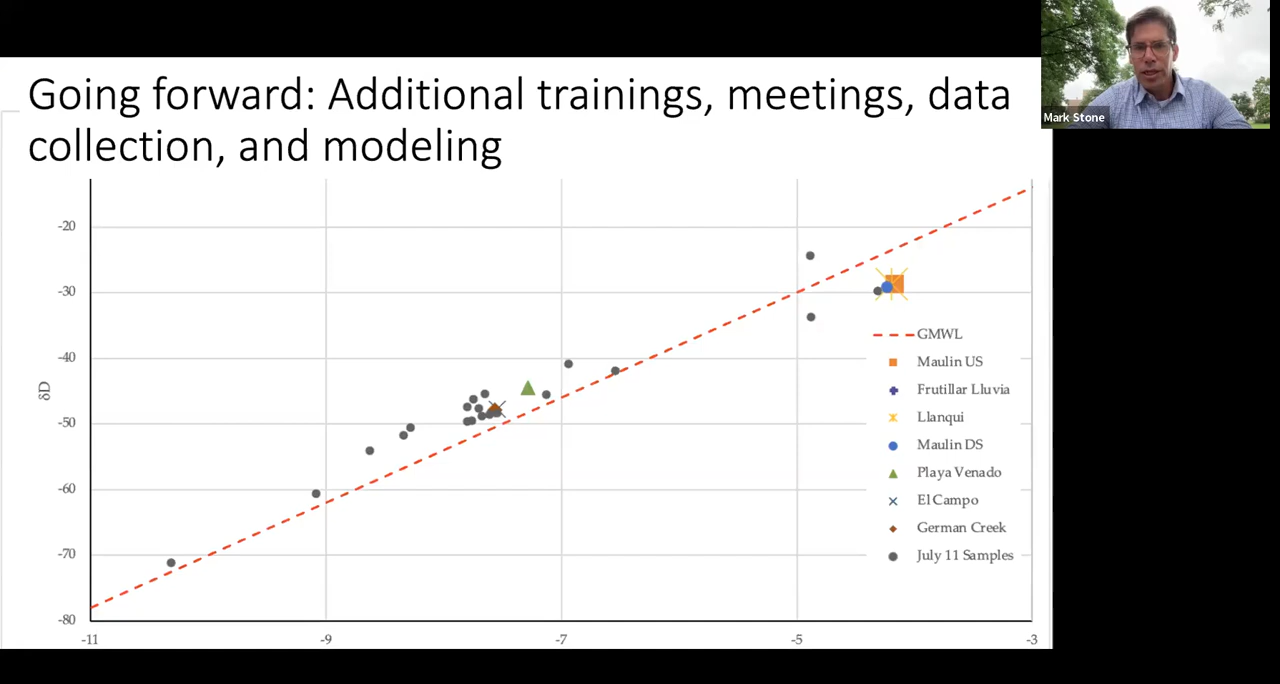 Going forward: Additional trainings, meetings, data
collection, and modeling
Mark Stone
-20
-30
-40
-50
-60
-70
-80
δD
-11
-9
-7
-5
-3
GMWL
Maulin US
Frutillar Lluvia
Llanqui
Maulin DS
Playa Venado
El Campo
German Creek
July 11 Samples